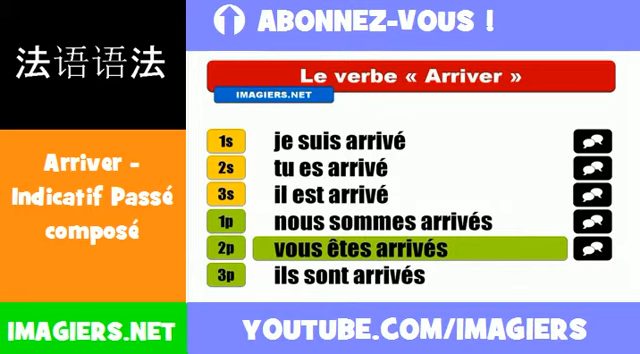 法语语法
Arriver -
Indicatif Passé
composé
IMAGIERS.NET
ABONNEZ-VOUS !
Le verbe « Arriver »
IMAGIERS.NET
1s je suis arrivé
2s tu es arrivé
3s il est arrivé
1p nous sommes arrivés
2p vous êtes arrivés
3p ils sont arrivés
YOUTUBE.COM/IMAGIERS